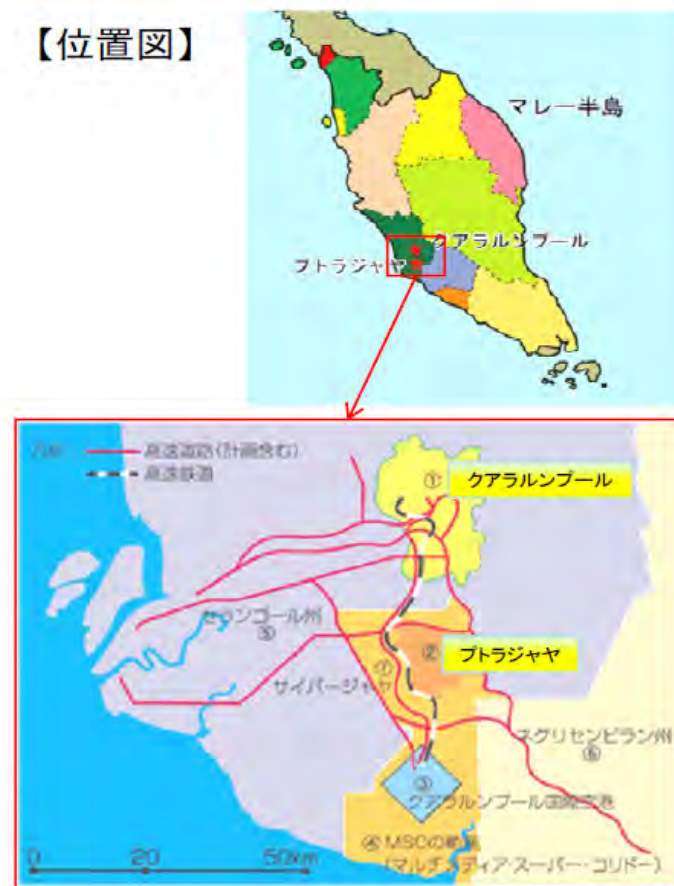 【位置図】
マレー半島
クアラルンプール
プトラジャヤ
高速道路(計画含む)
高速鉄道
① クアラルンプール
セランゴール州
⑤
② プトラジャヤ
サイバージャヤ
ネグリセンビラン州
⑥
③
クアラルンプール国際空港
④ MSCの
(マルチメディア・スーパー・コリドー)
0 20 50km